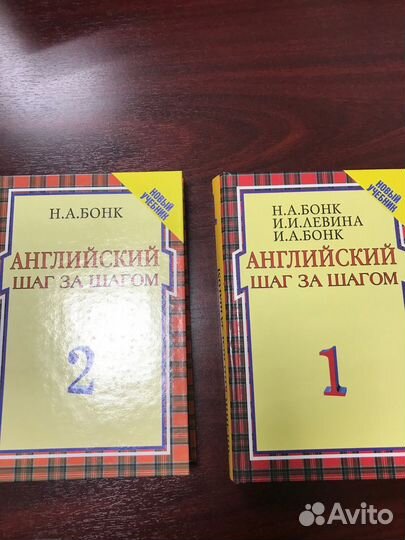 НОВЫЙ
УЧЕБНИК
Н.А.БОНК
АНГЛИЙСКИЙ
ШАГ ЗА ШАГОМ
2
НОВЫЙ
УЧЕБНИК
Н.А.БОНК
И.И.ЛЕВИНА
И.А.БОНК
АНГЛИЙСКИЙ
ШАГ ЗА ШАГОМ
1
Avito